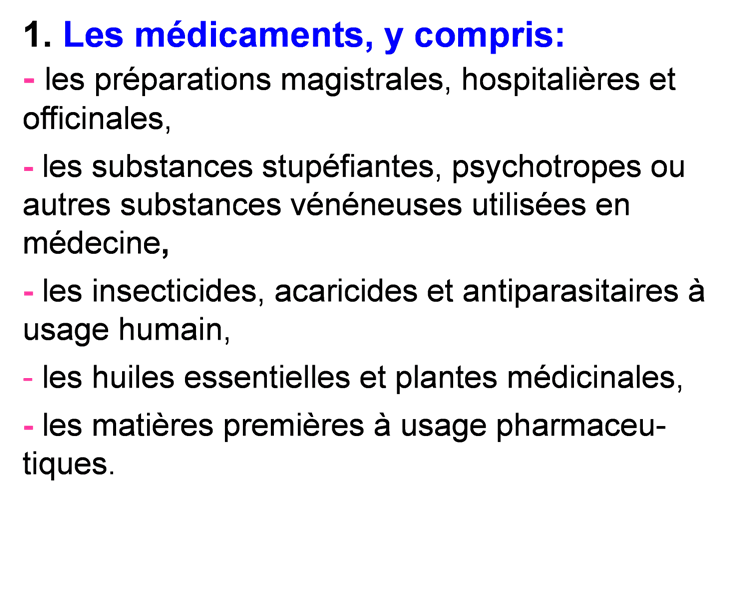 1. Les médicaments, y compris:
- les préparations magistrales, hospitalières et
officinales,
- les substances stupéfiantes, psychotropes ou
autres substances vénéneuses utilisées en
médecine,
- les insecticides, acaricides et antiparasitaires à
usage humain,
- les huiles essentielles et plantes médicinales,
- les matières premières à usage pharmaceu-
tiques.